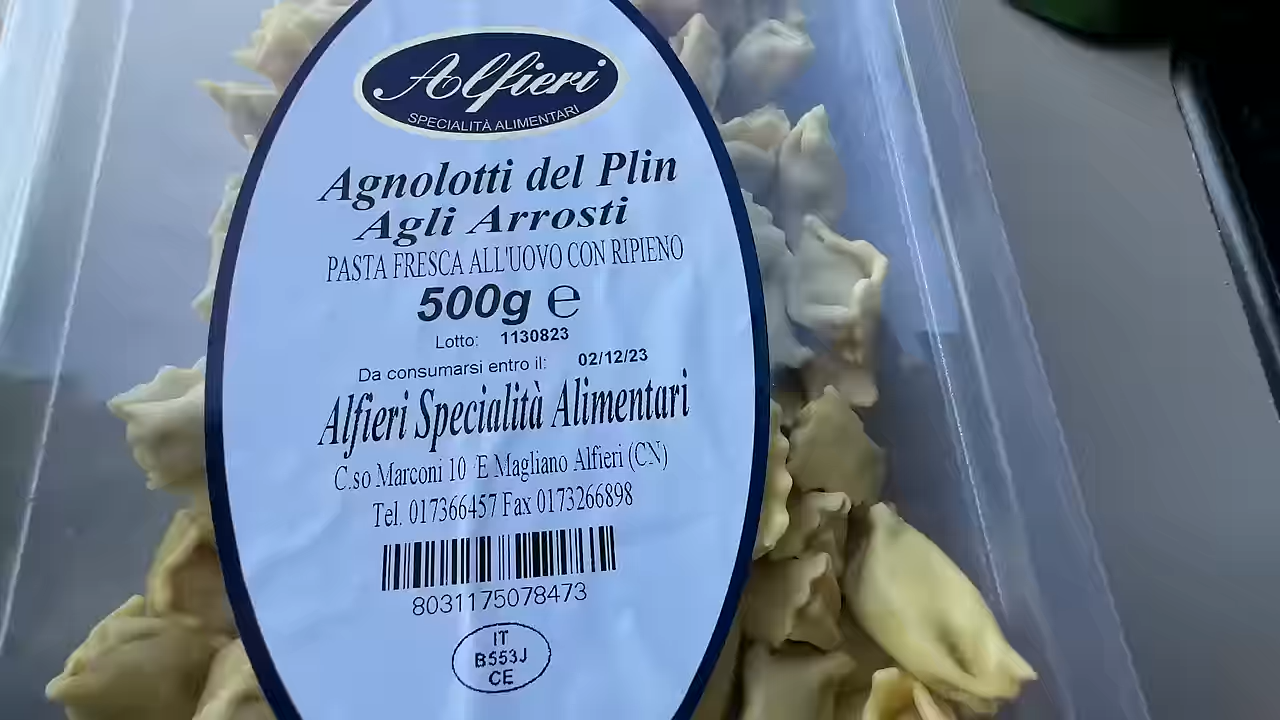 Alfieri
SPECIALITÀ ALIMENTARI
Agnolotti del Plin
Agli Arrosti
PASTA FRESCA ALL'UOVO CON RIPIENO
500g ℮
Lotto: 1130823
Da consumarsi entro il: 02/12/23
Alfieri Specialità Alimentari
C.so Marconi 10 E Magliano Alfieri (CN)
Tel. 017366457 Fax 0173266898
8031175078473
IT
B553J
CE